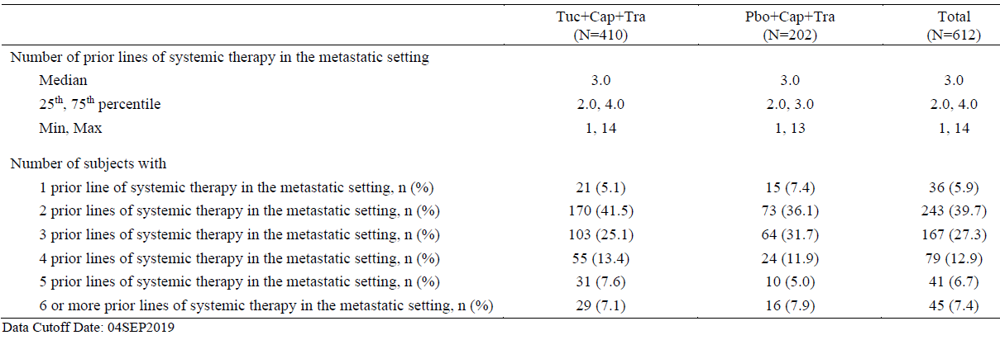 Tuc+Cap+Tra Pbo+Cap+Tra Total
(N=410) (N=202) (N=612)
Number of prior lines of systemic therapy in the metastatic setting
Median 3.0 3.0 3.0
25th, 75th percentile 2.0, 4.0 2.0, 3.0 2.0, 4.0
Min, Max 1, 14 1, 13 1, 14
Number of subjects with
1 prior line of systemic therapy in the metastatic setting, n (%) 21 (5.1) 15 (7.4) 36 (5.9)
2 prior lines of systemic therapy in the metastatic setting, n (%) 170 (41.5) 73 (36.1) 243 (39.7)
3 prior lines of systemic therapy in the metastatic setting, n (%) 103 (25.1) 64 (31.7) 167 (27.3)
4 prior lines of systemic therapy in the metastatic setting, n (%) 55 (13.4) 24 (11.9) 79 (12.9)
5 prior lines of systemic therapy in the metastatic setting, n (%) 31 (7.6) 10 (5.0) 41 (6.7)
6 or more prior lines of systemic therapy in the metastatic setting, n (%) 29 (7.1) 16 (7.9) 45 (7.4)
Data Cutoff Date: 04SEP2019